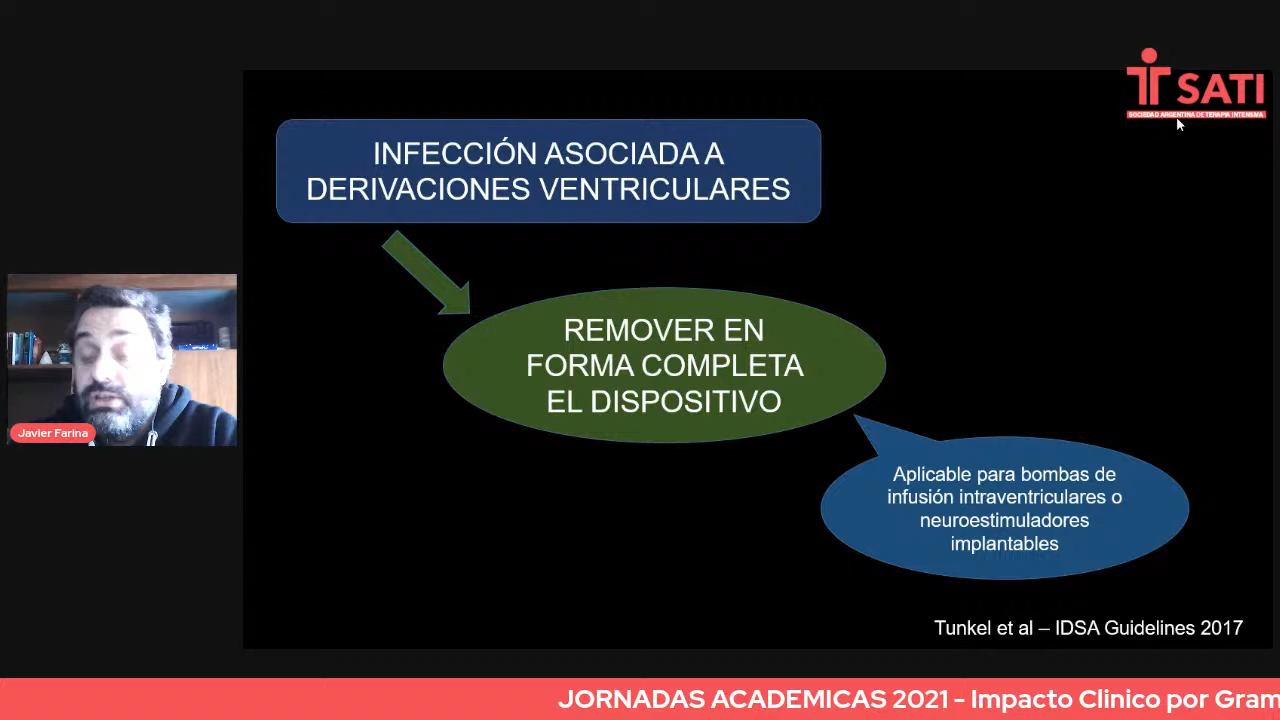 SATI
SOCIEDAD ARGENTINA DE TERAPIA INTENSIVA
INFECCIÓN ASOCIADA A
DERIVACIONES VENTRICULARES
REMOVER EN
FORMA COMPLETA
EL DISPOSITIVO
Javier Farina
Aplicable para bombas de
infusión intraventriculares o
neuroestimuladores
implantables
Tunkel et al – IDSA Guidelines 2017
JORNADAS ACADEMICAS 2021 - Impacto Clinico por Gram